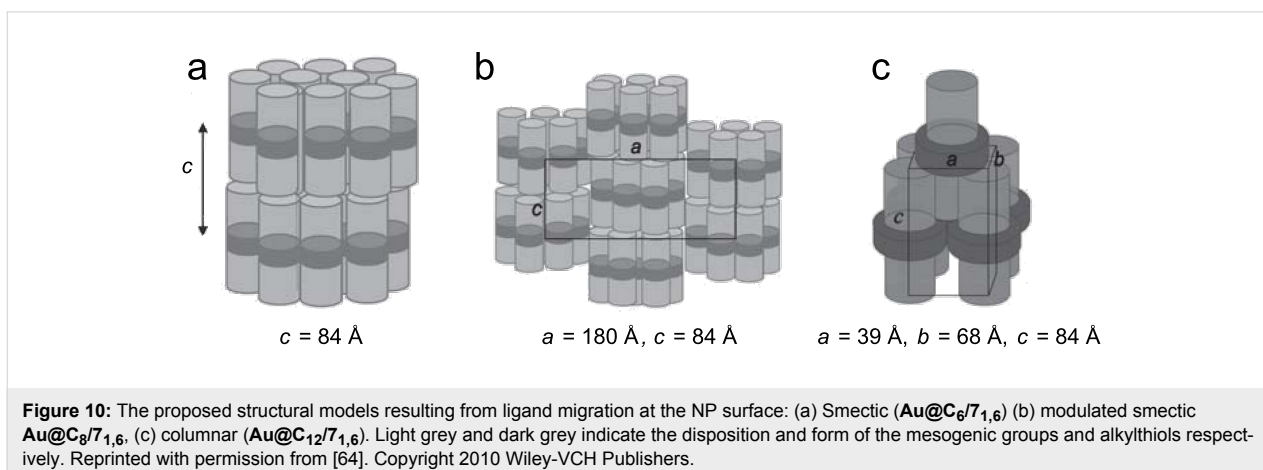 a
b
c
c
a
c
a
b
c
c = 84 Å
a = 180 Å, c = 84 Å
a = 39 Å, b = 68 Å, c = 84 Å
Figure 10: The proposed structural models resulting from ligand migration at the NP surface: (a) Smectic (Au@C6/71,6) (b) modulated smectic
Au@C8/71,6, (c) columnar (Au@C12/71,6). Light grey and dark grey indicate the disposition and form of the mesogenic groups and alkylthiols respect-
ively. Reprinted with permission from [64]. Copyright 2010 Wiley-VCH Publishers.